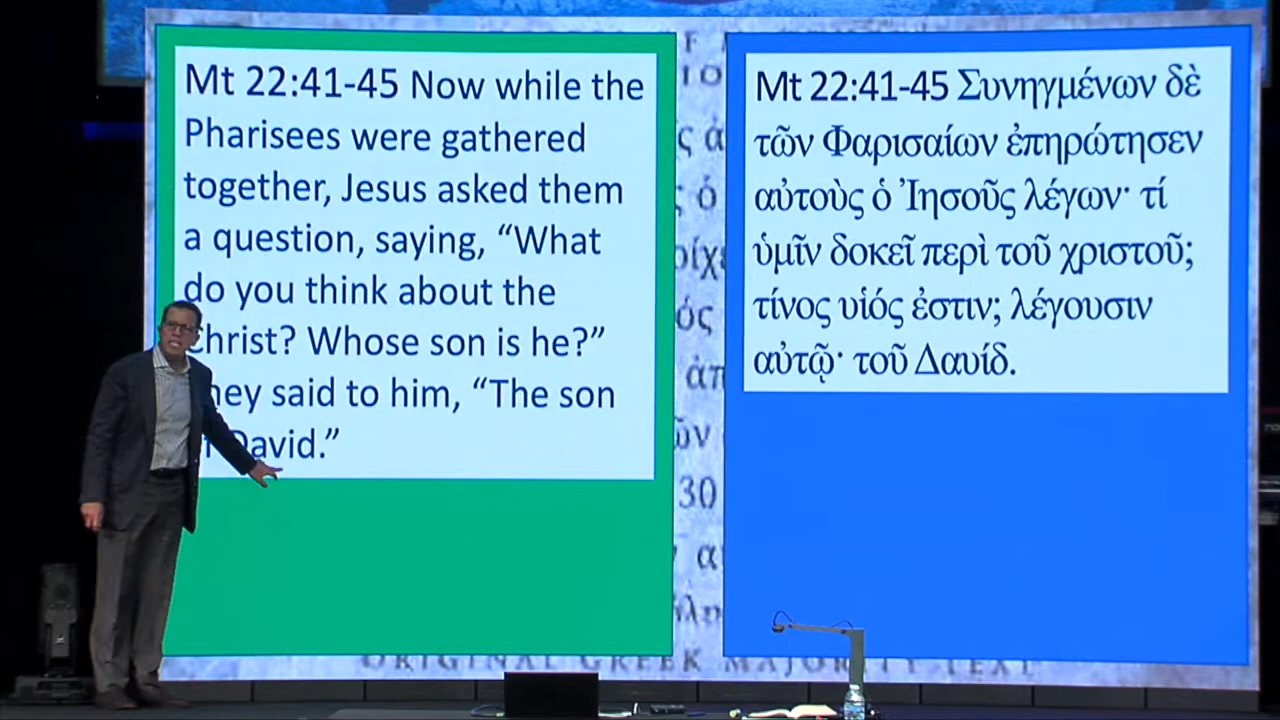 Mt 22:41-45 Now while the
Pharisees were gathered
together, Jesus asked them
a question, saying, “What
do you think about the
Christ? Whose son is he?”
They said to him, “The son
of David.”
Mt 22:41-45 Συνηγμένων δὲ
τῶν Φαρισαίων ἐπηρώτησεν
αὐτοὺς ὁ Ἰησοῦς λέγων· τί
ὑμῖν δοκεῖ περὶ τοῦ χριστοῦ;
τίνος υἱός ἐστιν; λέγουσιν
αὐτῷ· τοῦ Δαυίδ.
30
ORIGINAL GREEK MAJORITY TEXT